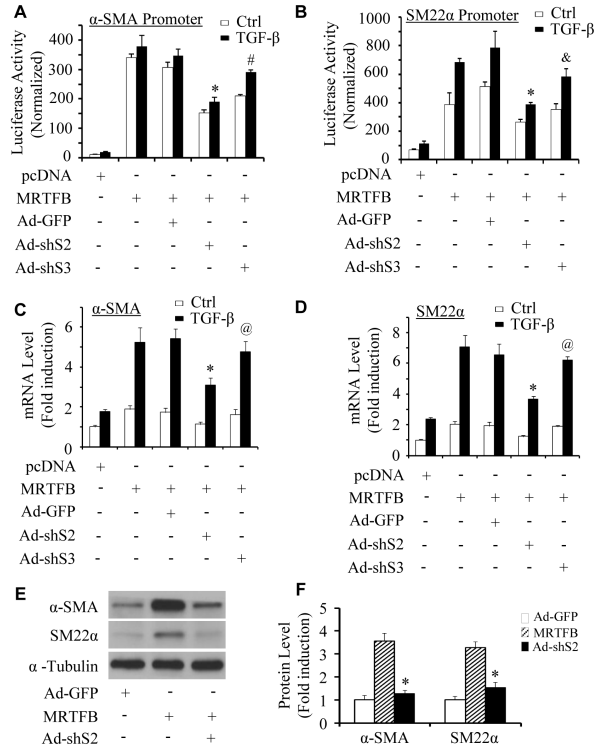 A
α-SMA Promoter
Ctrl
TGF-β
Luciferase Activity
(Normalized)
400
300
200
100
0
*
#
pcDNA + - - - -
MRTFB - + + + +
Ad-GFP - - + - -
Ad-shS2 - - - + -
Ad-shS3 - - - - +
B
SM22α Promoter
Ctrl
TGF-β
Luciferase Activity
(Normalized)
1000
800
600
400
200
0
*
&
pcDNA + - - - -
MRTFB - + + + +
Ad-GFP - - + - -
Ad-shS2 - - - + -
Ad-shS3 - - - - +
C
α-SMA
Ctrl
TGF-β
mRNA Level
(Fold induction)
6
4
2
0
*
@
pcDNA + - - - -
MRTFB - + + + +
Ad-GFP - - + - -
Ad-shS2 - - - + -
Ad-shS3 - - - - +
D
SM22α
Ctrl
TGF-β
mRNA Level
(Fold induction)
8
6
4
2
0
*
@
pcDNA + - - - -
MRTFB - + + + +
Ad-GFP - - + - -
Ad-shS2 - - - + -
Ad-shS3 - - - - +
E
α-SMA
SM22α
α -Tubulin
Ad-GFP + - -
MRTFB - + +
Ad-shS2 - - +
F
Ad-GFP
MRTFB
Ad-shS2
Protein Level
(Fold induction)
5
4
3
2
1
0
*
*
α-SMA
SM22α